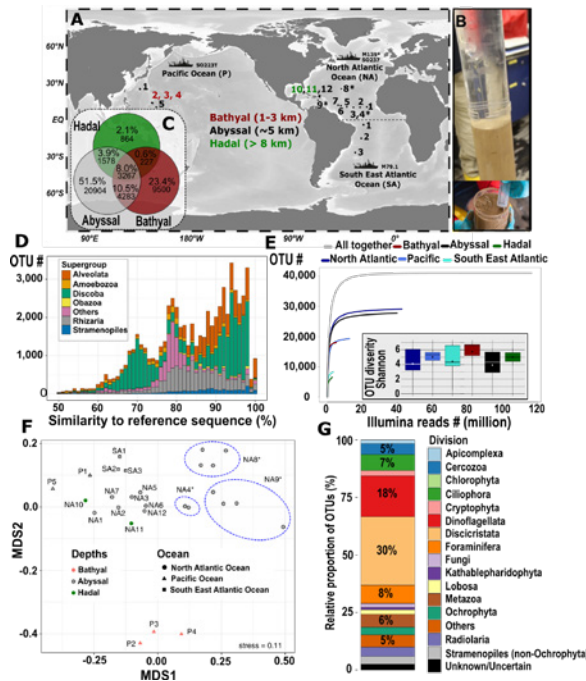 A
60°N
30°N
EQ
30°S
60°S
90°E
180°W
90°W
0°
SO223T
Pacific Ocean (P)
North Atlantic
Ocean (NA)
South East Atlantic
Ocean (SA)
M79.1
1
2, 3, 4
5
10,11,12
8*
9*
7
5
2
1
6
3,4*
1
2
3
Bathyal (1-3 km)
Abyssal (~5 km)
Hadal (> 8 km)
B
C
Hadal
2.1%
864
3.9%
1578
0.6%
227
8.0%
3267
51.5%
20904
10.5%
4283
23.4%
9500
Abyssal
Bathyal
D
OTU #
3,000
2,000
1,000
0
Supergroup
Alveolata
Amoebozoa
Discoba
Obazoa
Others
Rhizaria
Stramenopiles
50
60
70
80
90
100
Similarity to reference sequence (%)
E
All together
Bathyal
Abyssal
Hadal
North Atlantic
Pacific
South East Atlantic
OTU #
40,000
30,000
20,000
10,000
0
OTU divserity
Shannon
6
4
2
0
0
20
40
60
80
100
120
Illumina reads # (million)
F
MDS2
0.2
0.0
-0.2
-0.4
SA1
SA2
SA3
P1
P5
NA10
NA7
NA5
NA3
NA1
NA2
NA6
NA12
NA11
NA4*
NA8*
NA9*
P3
P4
P2
Depths
Bathyal
Abyssal
Hadal
Ocean
North Atlantic Ocean
Pacific Ocean
South East Atlantic Ocean
stress = 0.11
-0.25
0.00
0.25
0.50
MDS1
G
Relative proportion of OTUs (%)
100
75
50
25
0
5%
7%
18%
30%
8%
6%
5%
Division
Apicomplexa
Cercozoa
Chlorophyta
Ciliophora
Cryptophyta
Dinoflagellata
Discicristata
Foraminifera
Fungi
Kathablepharidophyta
Lobosa
Metazoa
Ochrophyta
Others
Radiolaria
Stramenopiles (non-Ochrophyta)
Unknown/Uncertain